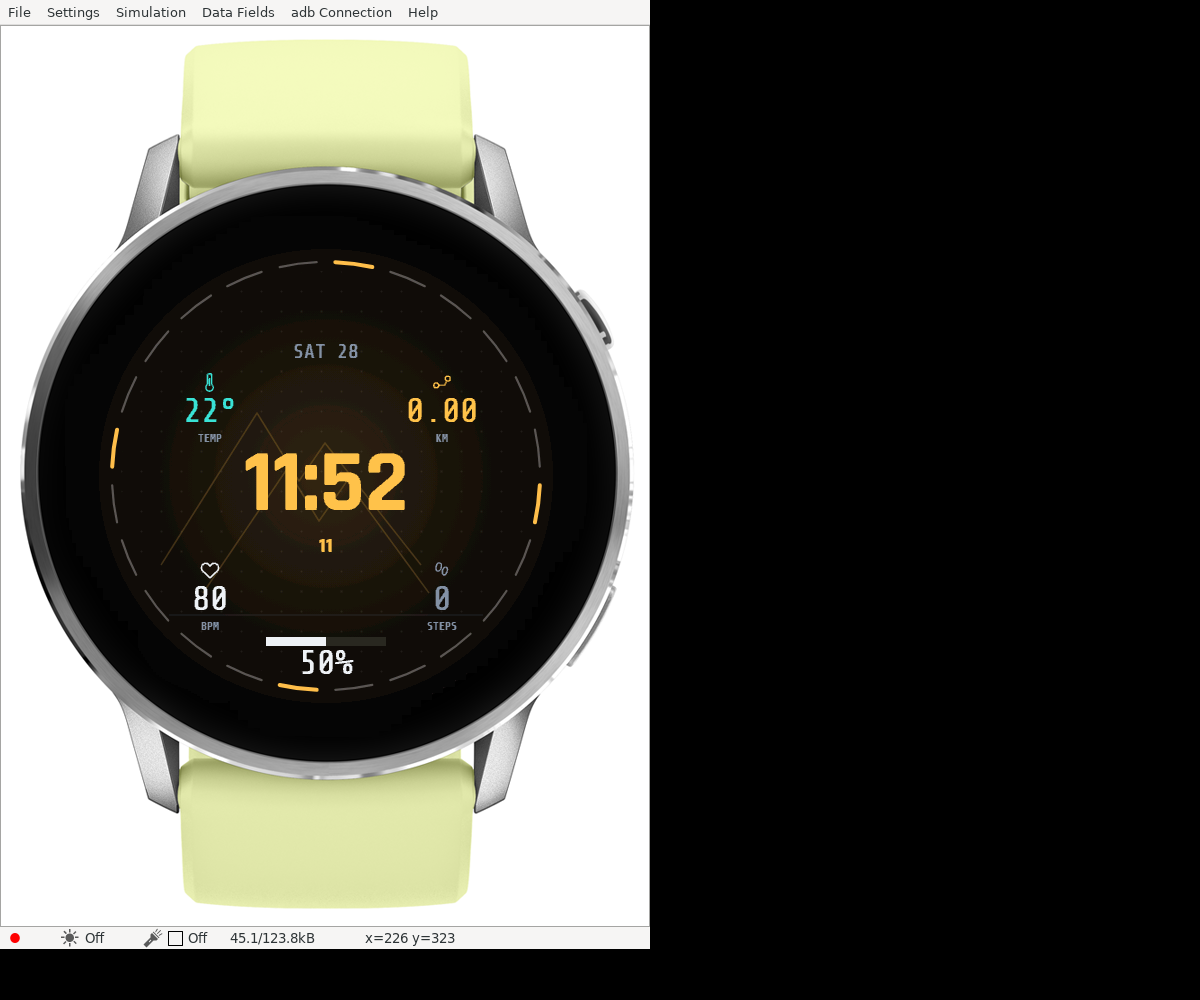 File Settings Simulation Data Fields adb Connection Help
SAT 28
22° 0.00
TEMP KM
11:52
11
80 0
BPM STEPS
50%
Off Off 45.1/123.8kB x=226 y=323